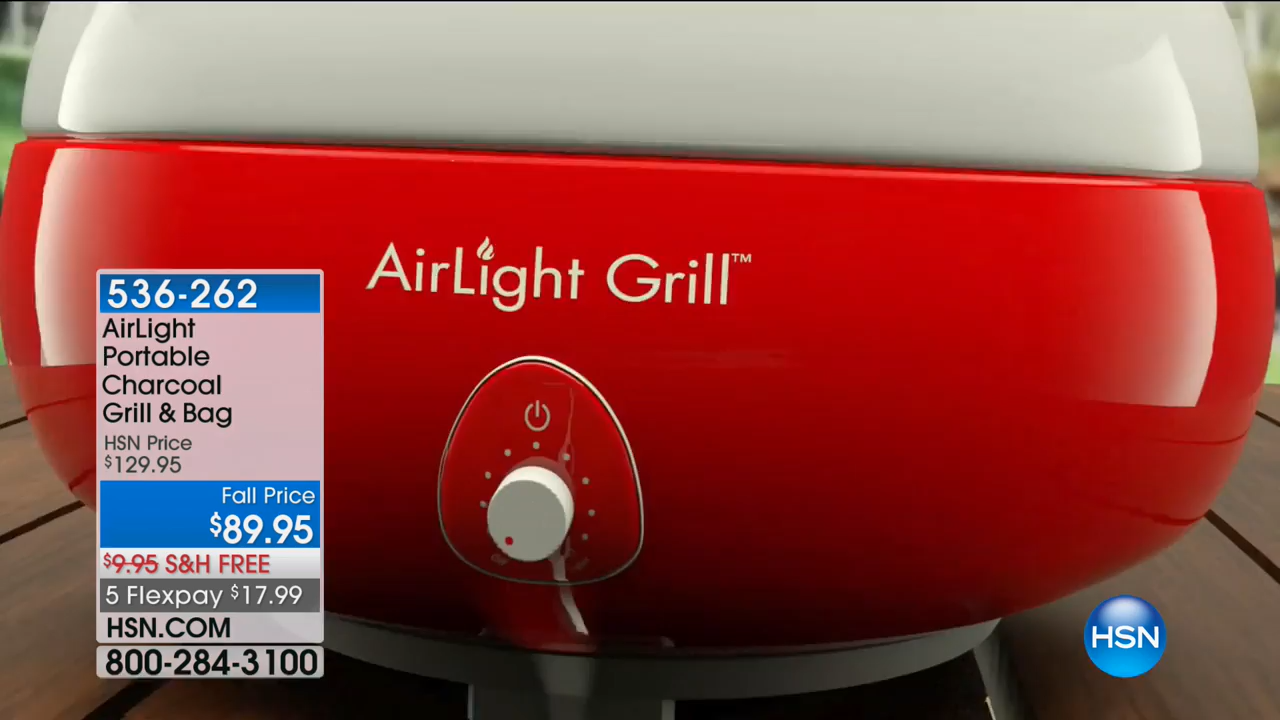 AirLight Grill™
536-262
AirLight
Portable
Charcoal
Grill & Bag
HSN Price
$129.95
Fall Price
$89.95
$9.95 S&H FREE
5 Flexpay $17.99
HSN.COM
800-284-3100
HSN